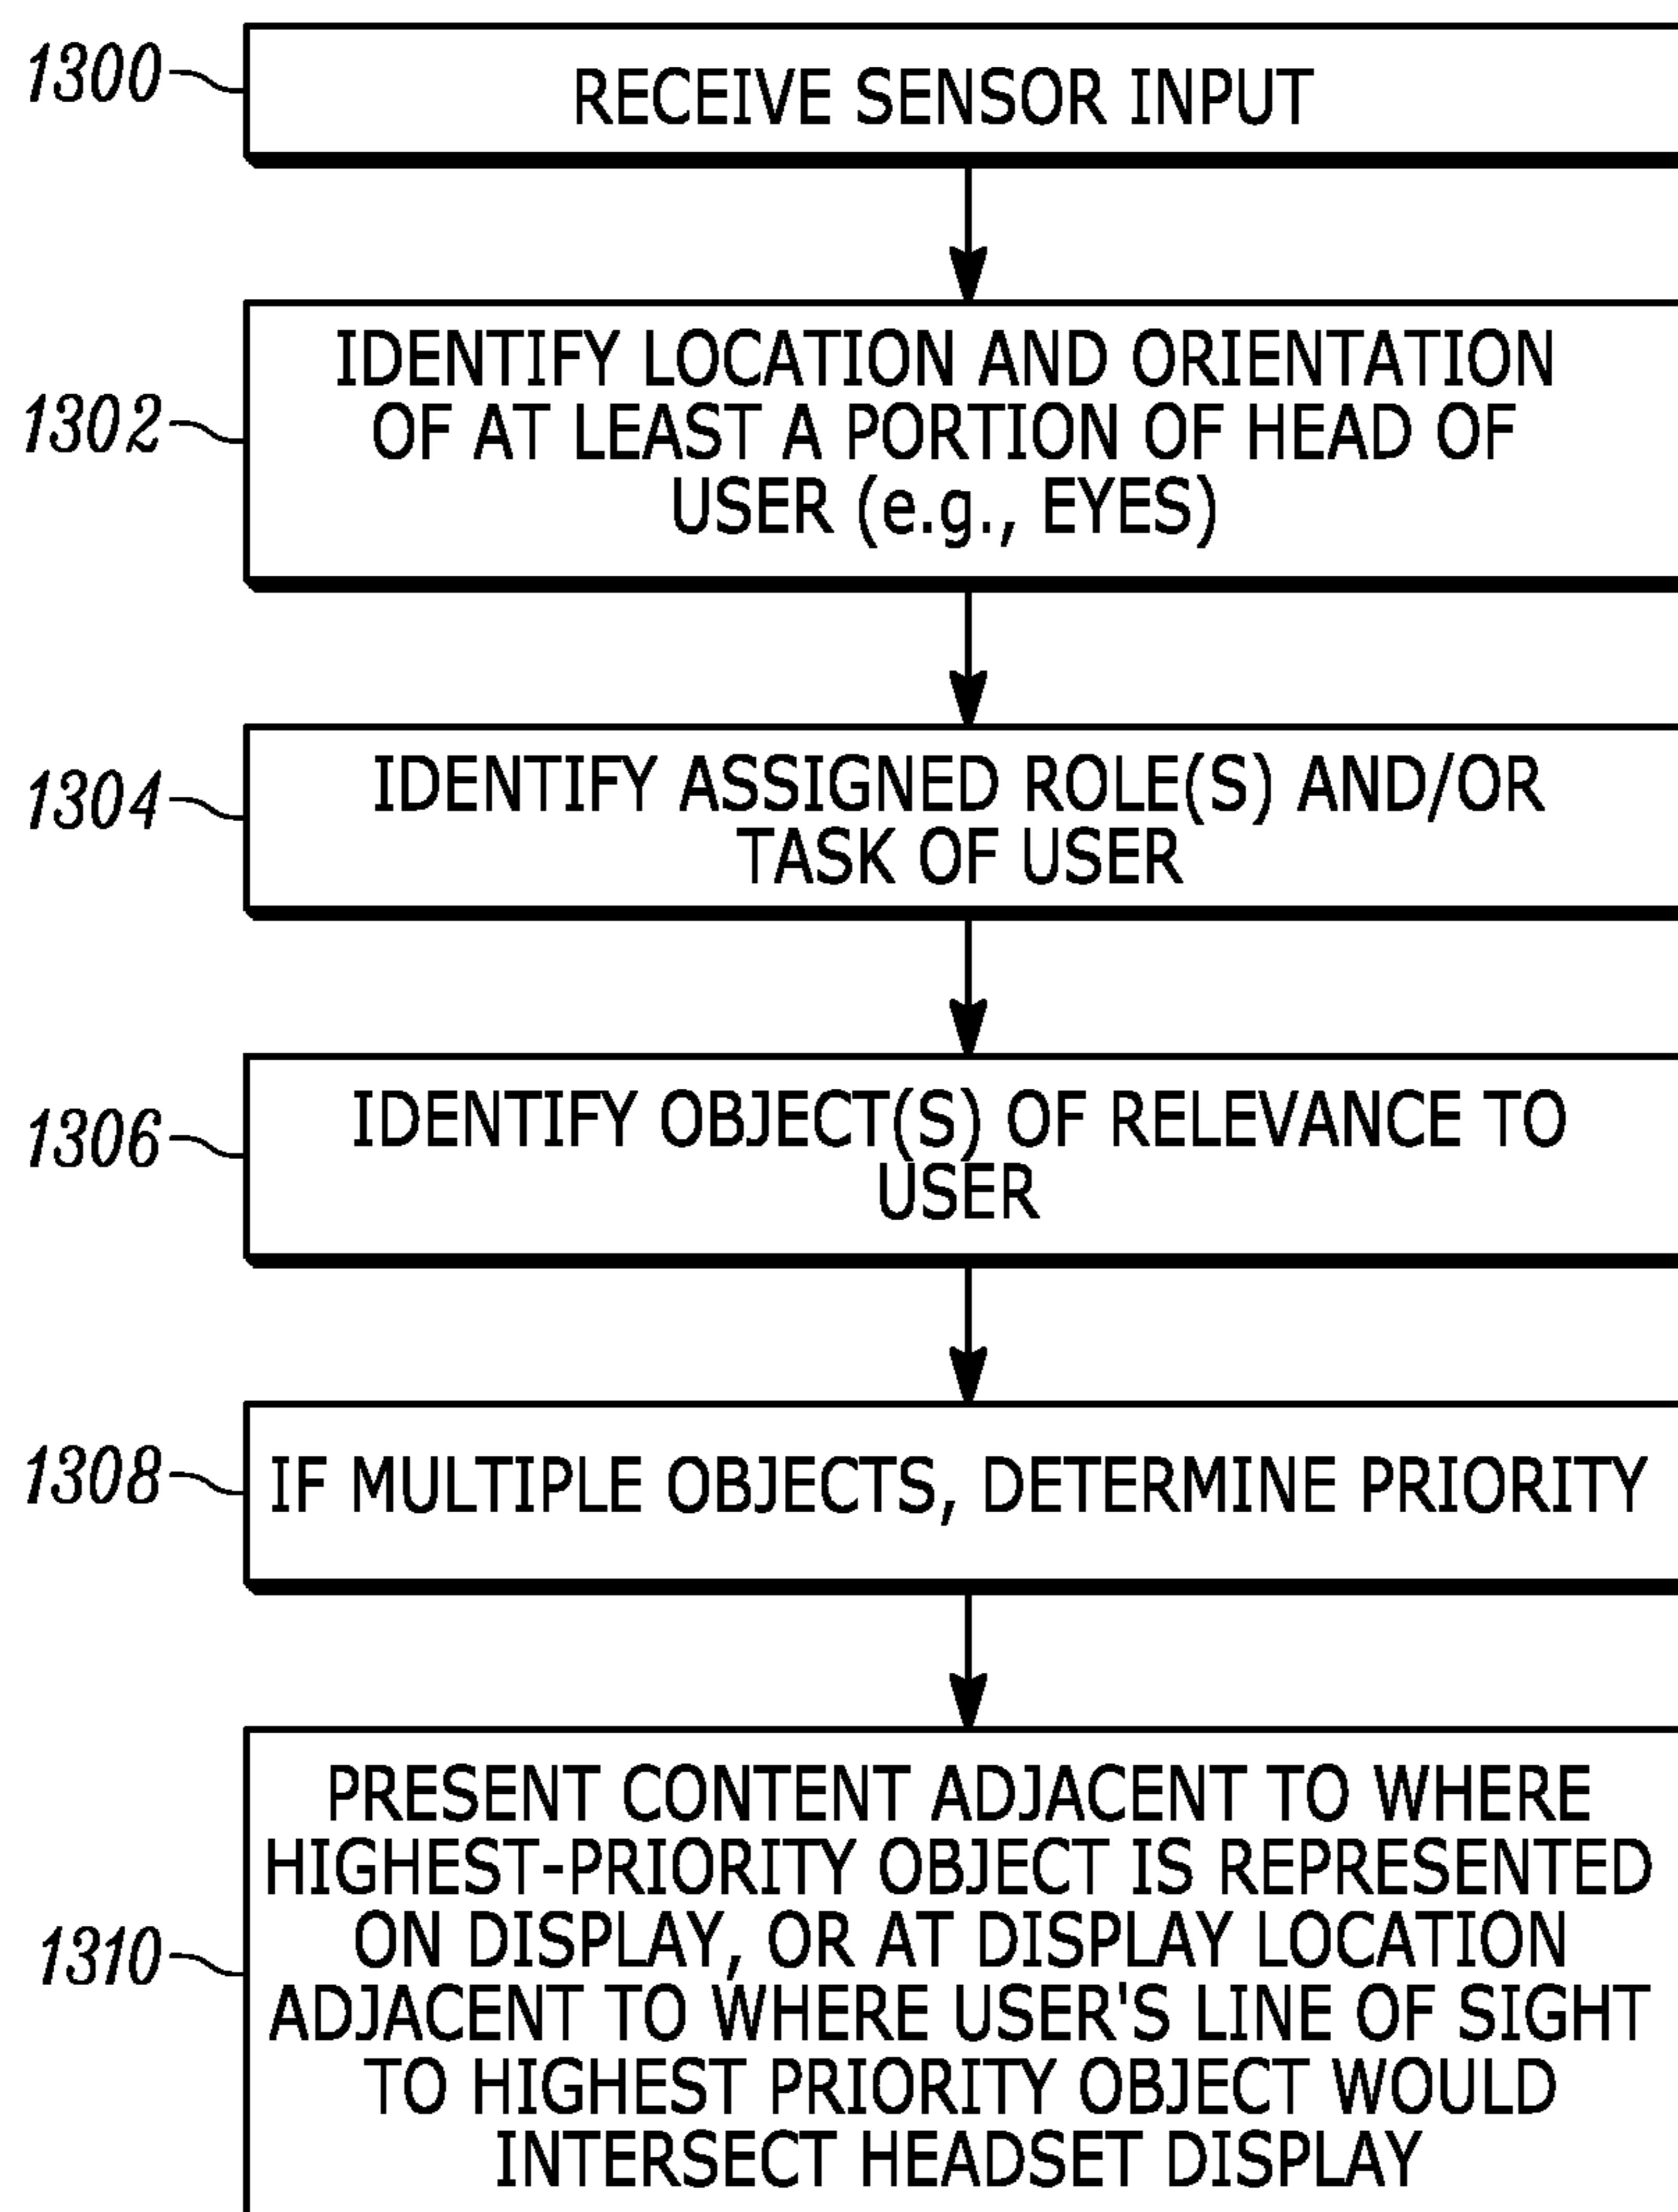 1300
RECEIVE SENSOR INPUT
1302
IDENTIFY LOCATION AND ORIENTATION
OF AT LEAST A PORTION OF HEAD OF
USER (e.g., EYES)
1304
IDENTIFY ASSIGNED ROLE(S) AND/OR
TASK OF USER
1306
IDENTIFY OBJECT(S) OF RELEVANCE TO
USER
1308
IF MULTIPLE OBJECTS, DETERMINE PRIORITY
1310
PRESENT CONTENT ADJACENT TO WHERE
HIGHEST-PRIORITY OBJECT IS REPRESENTED
ON DISPLAY, OR AT DISPLAY LOCATION
ADJACENT TO WHERE USER'S LINE OF SIGHT
TO HIGHEST PRIORITY OBJECT WOULD
INTERSECT HEADSET DISPLAY